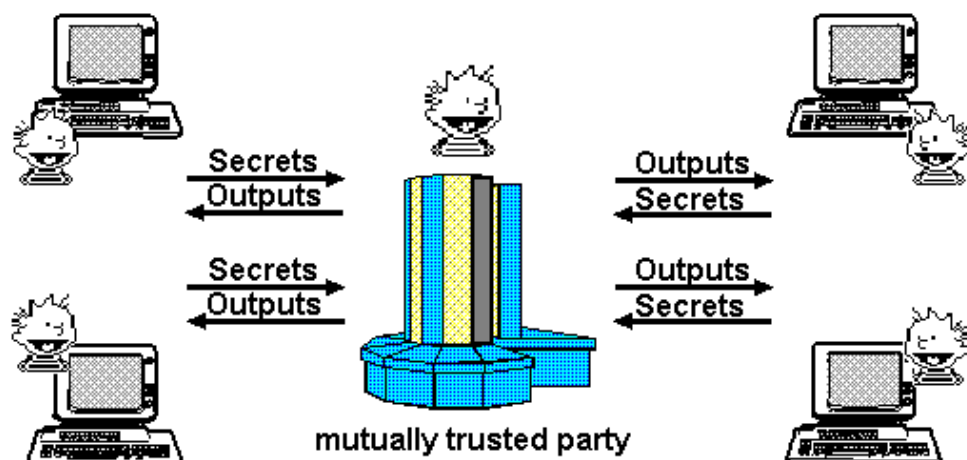 Secrets
Outputs
Outputs
Secrets
Secrets
Outputs
Outputs
Secrets
mutually trusted party